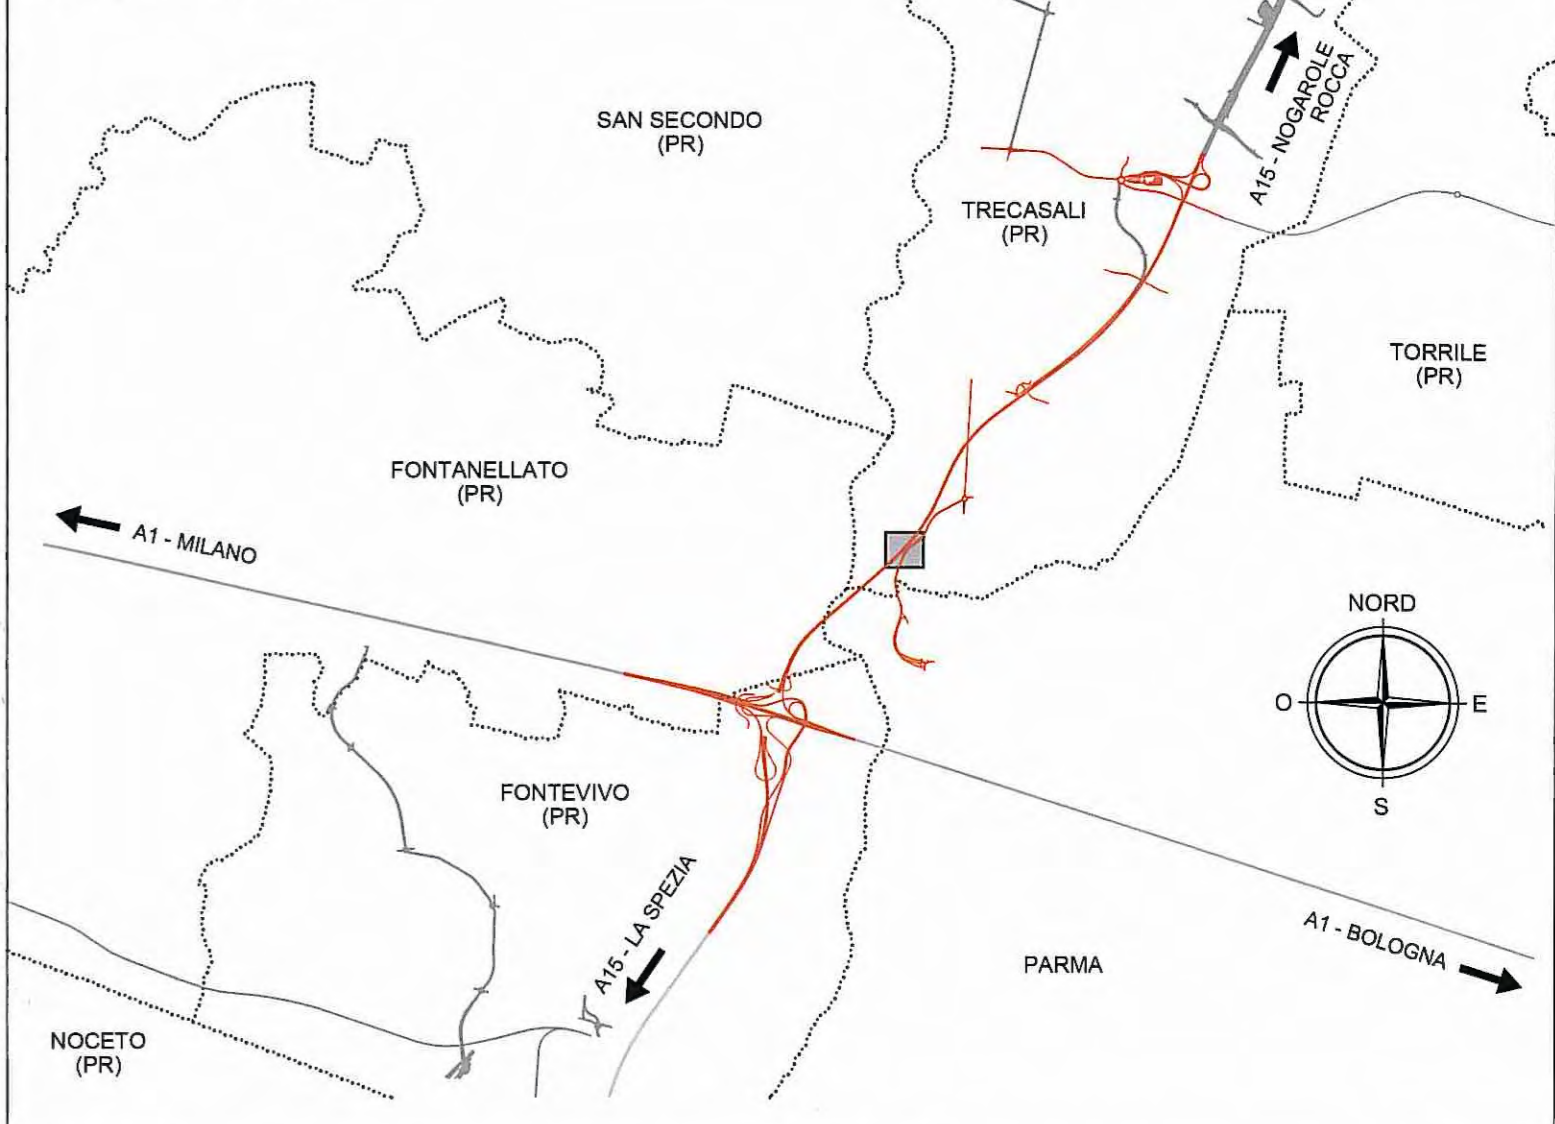 SAN SECONDO
(PR)
A15 - NOGAROLE
ROCCA
TRECASALI
(PR)
TORRILE
(PR)
FONTANELLATO
(PR)
A1 - MILANO
NORD
O
E
S
FONTEVIVO
(PR)
A15 - LA SPEZIA
A1 - BOLOGNA
PARMA
NOCETO
(PR)